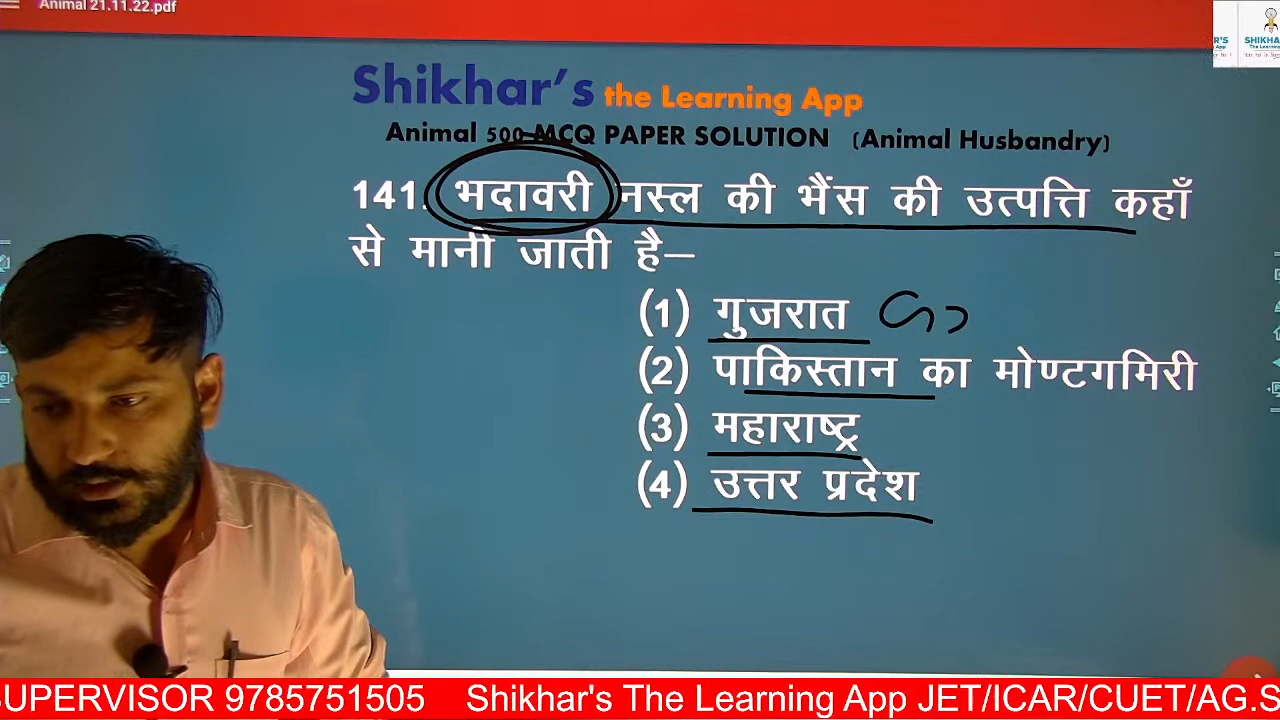 Animal 21.11.22.pdf
Shikhar's the Learning App
Animal 500 MCQ PAPER SOLUTION (Animal Husbandry)
141. भदावरी नस्ल की भैंस की उत्पत्ति कहाँ
से मानी जाती है–
(1) गुजरात
(2) पाकिस्तान का मोण्टगमिरी
(3) महाराष्ट्र
(4) उत्तर प्रदेश
SUPERVISOR 9785751505 Shikhar's The Learning App JET/ICAR/CUET/AG.S